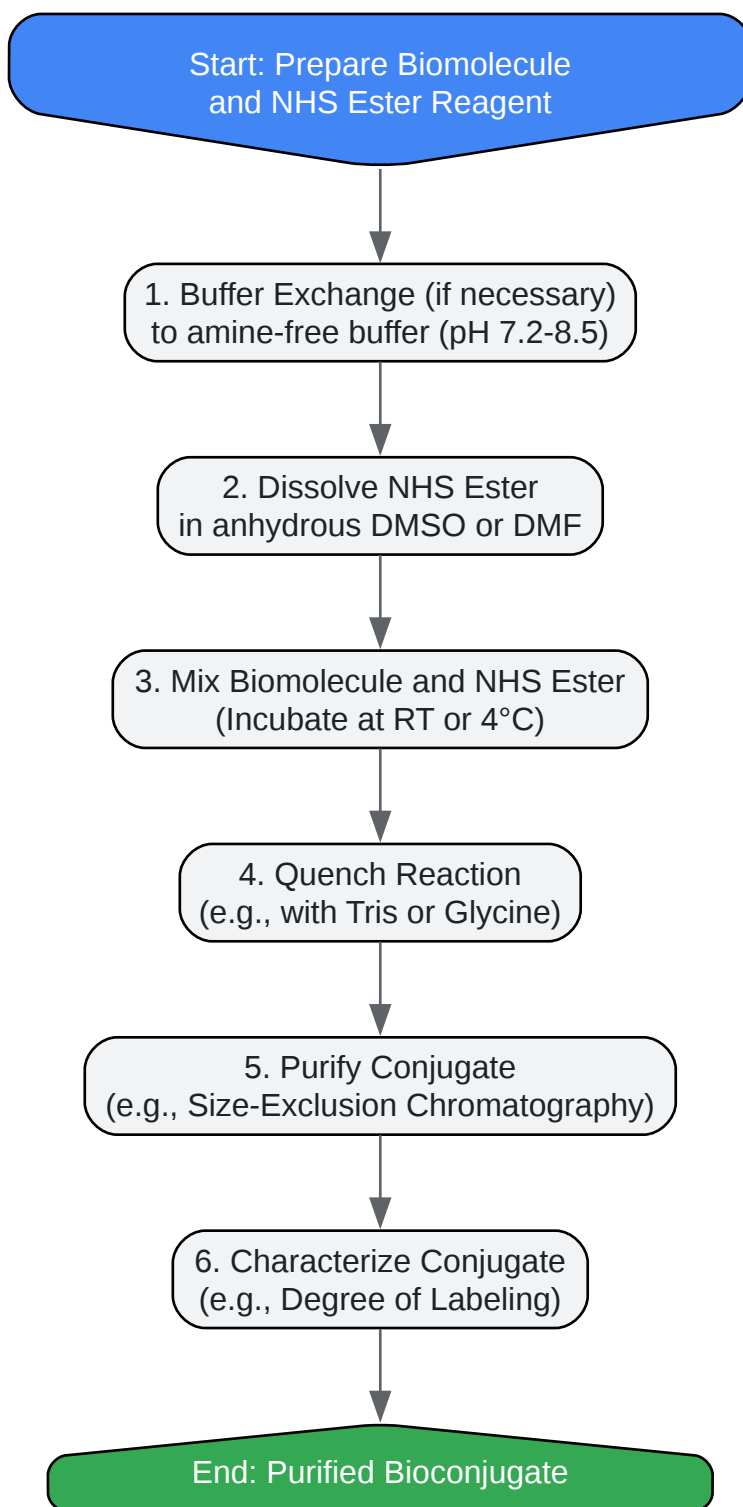 Start: Prepare Biomolecule
and NHS Ester Reagent
1. Buffer Exchange (if necessary)
to amine-free buffer (pH 7.2-8.5)
2. Dissolve NHS Ester
in anhydrous DMSO or DMF
3. Mix Biomolecule and NHS Ester
(Incubate at RT or 4°C)
4. Quench Reaction
(e.g., with Tris or Glycine)
5. Purify Conjugate
(e.g., Size-Exclusion Chromatography)
6. Characterize Conjugate
(e.g., Degree of Labeling)
End: Purified Bioconjugate